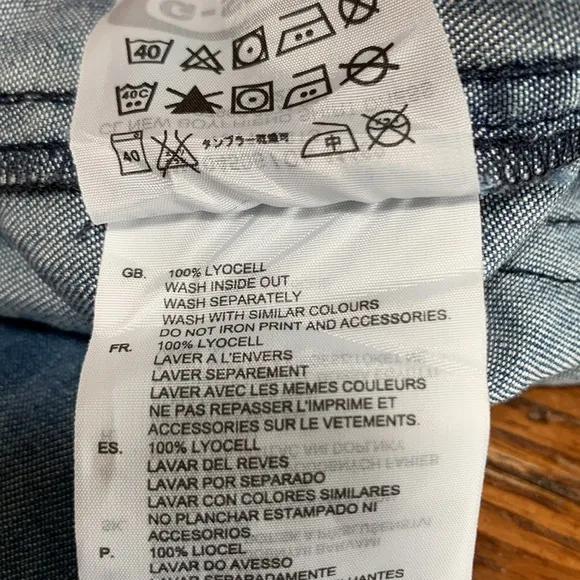 40
40C
40 タンブラー乾燥可 中
GB. 100% LYOCELL
WASH INSIDE OUT
WASH SEPARATELY
WASH WITH SIMILAR COLOURS
DO NOT IRON PRINT AND ACCESSORIES.
FR. 100% LYOCELL
LAVER A L'ENVERS
LAVER SEPAREMENT
LAVER AVEC LES MEMES COULEURS
NE PAS REPASSER L'IMPRIME ET
ACCESSORIES SUR LE VETEMENTS.
ES. 100% LYOCELL
LAVAR DEL REVES
LAVAR POR SEPARADO
LAVAR CON COLORES SIMILARES
NO PLANCHAR ESTAMPADO NI
ACCESORIOS
P. 100% LIOCEL
LAVAR DO AVESSO
LAVAR SEPARADAMENTE